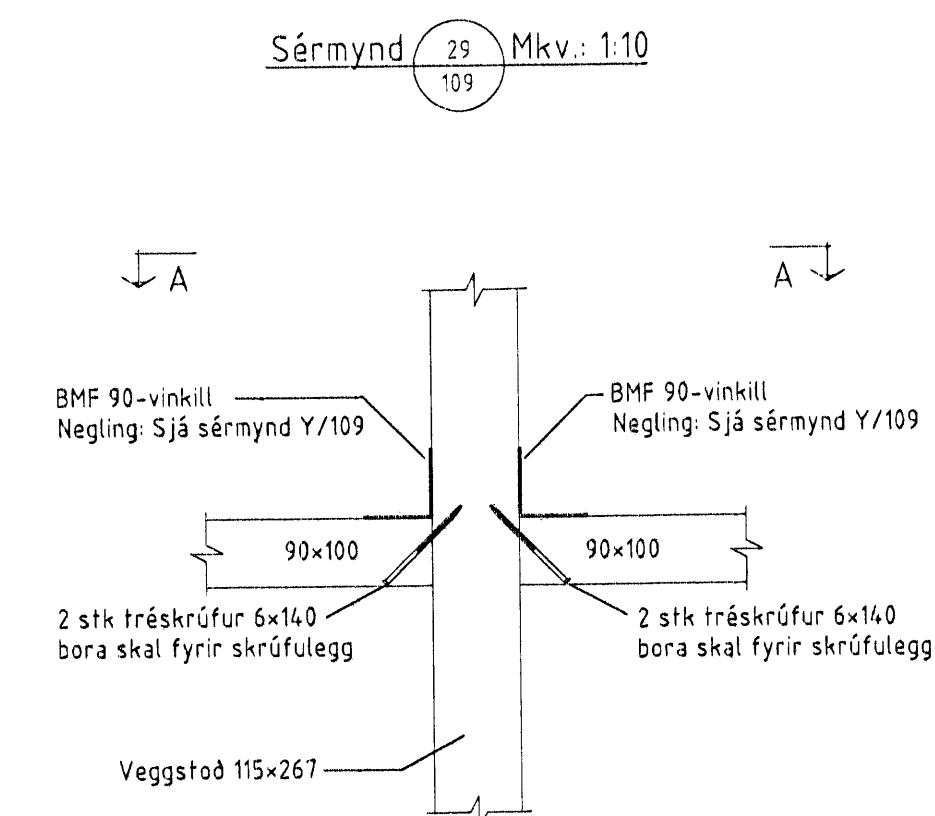 Sérmynd 29 Mkv.: 1:10
109
A A
BMF 90-vinkill
Negling: Sjá sérmynd Y/109
BMF 90-vinkill
Negling: Sjá sérmynd Y/109
90×100 90×100
2 stk tréskrúfur 6×140
bora skal fyrir skrúfulegg
2 stk tréskrúfur 6×140
bora skal fyrir skrúfulegg
Veggstoð 115×267